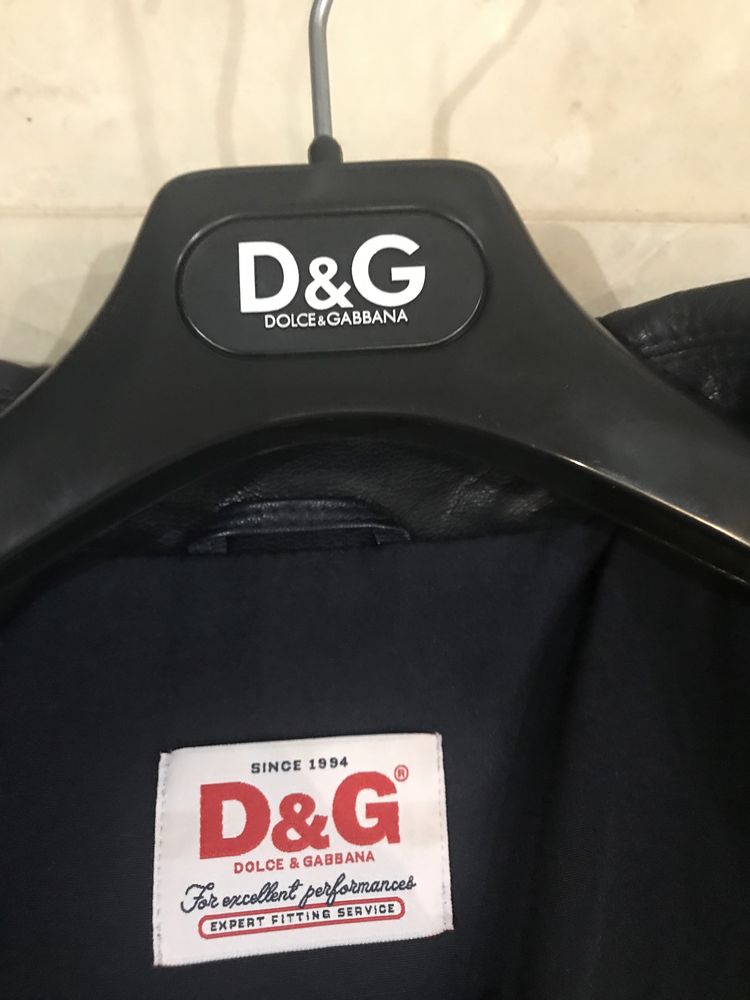 D&G
DOLCE & GABBANA
SINCE 1994
D&G®
DOLCE & GABBANA
For excellent performances
EXPERT FITTING SERVICE